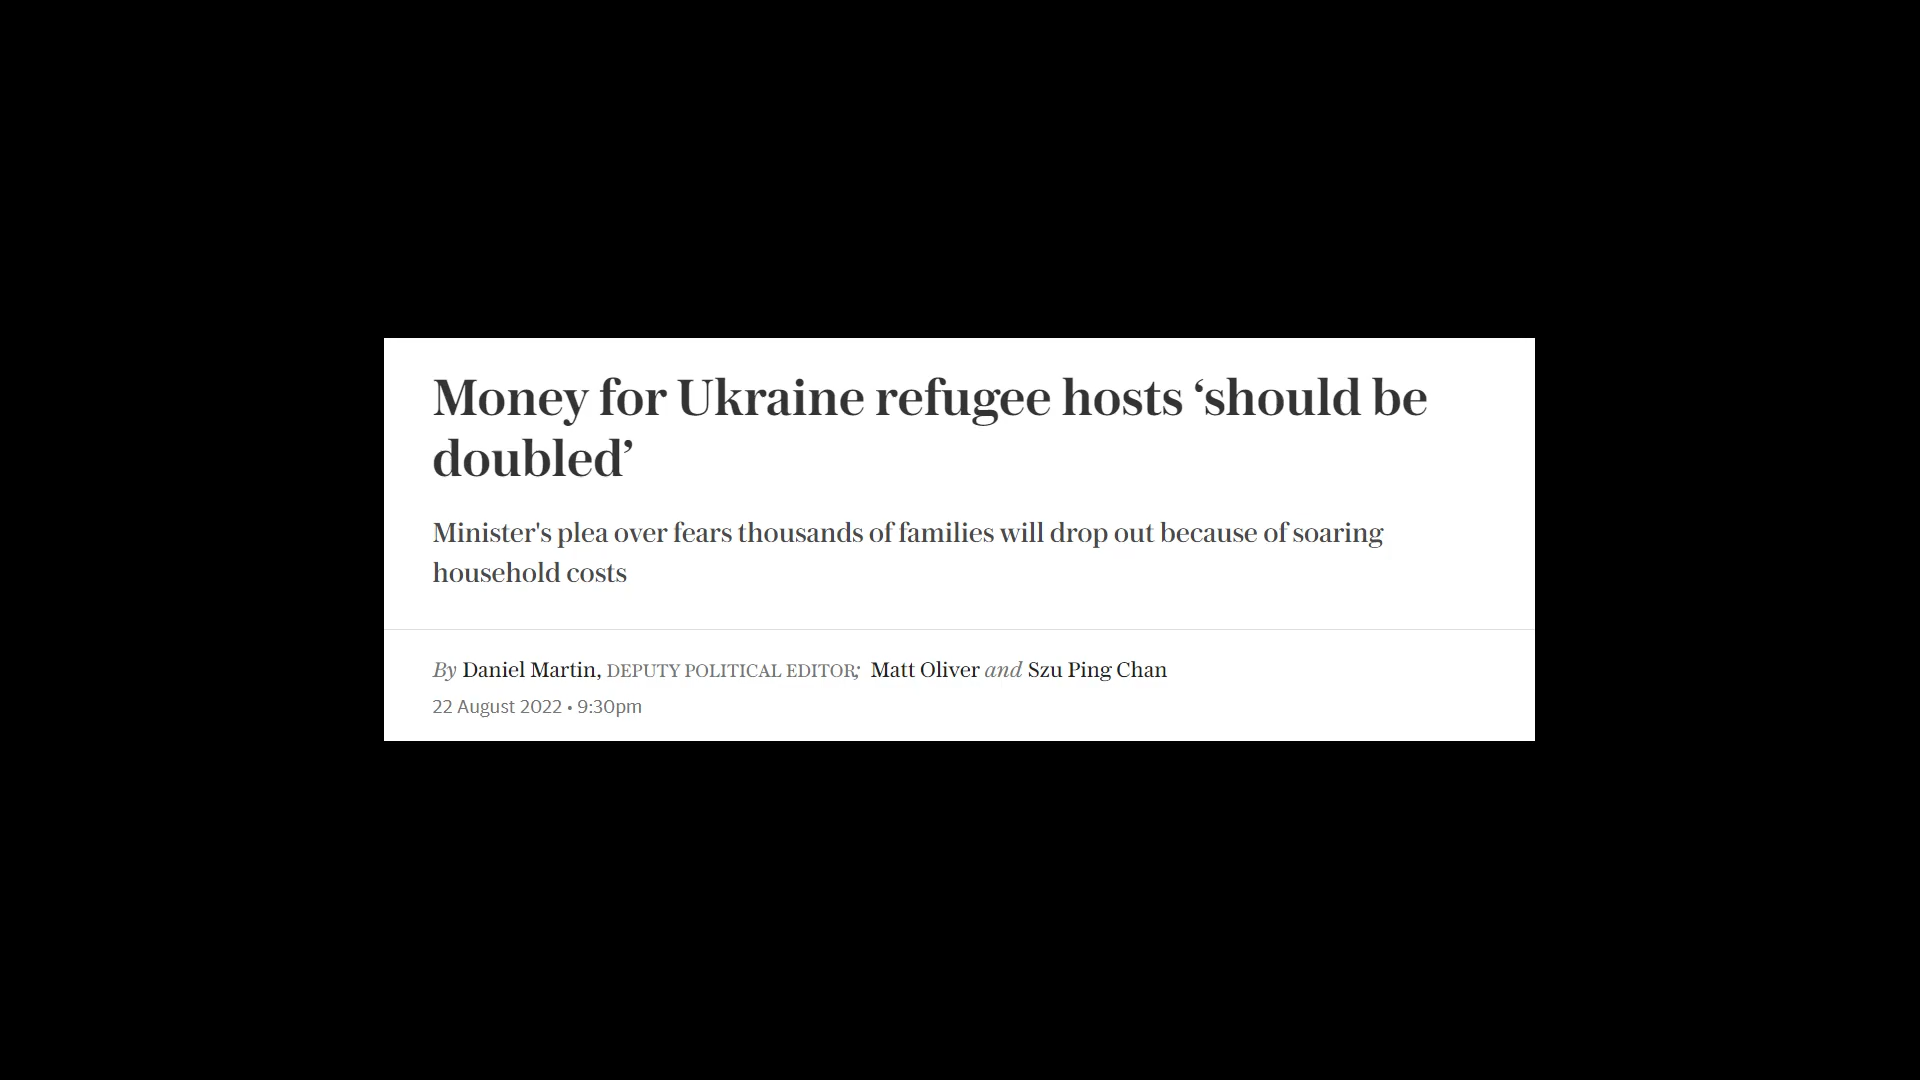 Money for Ukraine refugee hosts ‘should be
doubled’
Minister's plea over fears thousands of families will drop out because of soaring
household costs
By Daniel Martin, DEPUTY POLITICAL EDITOR; Matt Oliver and Szu Ping Chan
22 August 2022 • 9:30pm